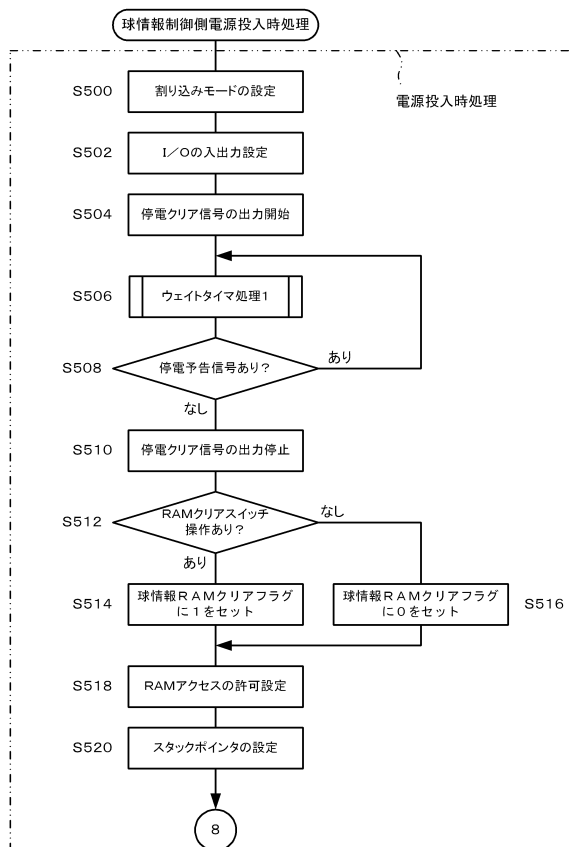 球情報制御側電源投入時処理
電源投入時処理
S500
割り込みモードの設定
S502
I/Oの入出力設定
S504
停電クリア信号の出力開始
S506
ウェイトタイマ処理1
S508
停電予告信号あり?
あり
なし
S510
停電クリア信号の出力停止
S512
RAMクリアスイッチ
操作あり?
なし
あり
S514
球情報RAMクリアフラグ
に1をセット
球情報RAMクリアフラグ
に0をセット
S516
S518
RAMアクセスの許可設定
S520
スタックポインタの設定
8